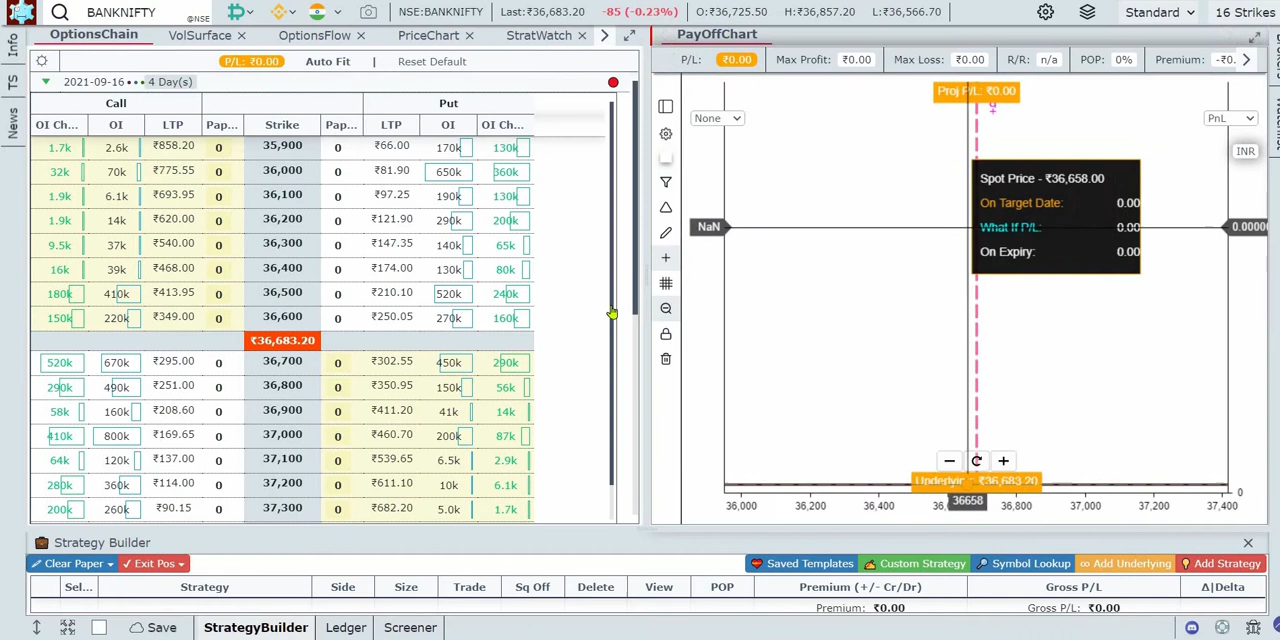 BANKNIFTY @NSE NSE:BANKNIFTY Last:36,683.20 -85 (-0.23%) O:36,725.50 H:36,857.20 L:36,566.70 Standard 16 Strikes
Info
TS
News
OptionsChain VolSurface × OptionsFlow × PriceChart × StratWatch ×
P/L: ₹0.00 Auto Fit | Reset Default
2021-09-16 ••• 4 Day(s)
Call Put
OI Ch... OI LTP Pap... Strike Pap... LTP OI OI Ch...
1.7k 2.6k ₹858.20 0 35,900 0 ₹66.00 170k 130k
32k 70k ₹775.55 0 36,000 0 ₹81.90 650k 360k
1.9k 6.1k ₹693.95 0 36,100 0 ₹97.25 190k 130k
1.9k 14k ₹620.00 0 36,200 0 ₹121.90 290k 200k
9.5k 37k ₹540.00 0 36,300 0 ₹147.35 140k 65k
16k 39k ₹468.00 0 36,400 0 ₹174.00 130k 80k
180k 410k ₹413.95 0 36,500 0 ₹210.10 520k 240k
150k 220k ₹349.00 0 36,600 0 ₹250.05 270k 160k
₹36,683.20
520k 670k ₹295.00 0 36,700 0 ₹302.55 450k 290k
290k 490k ₹251.00 0 36,800 0 ₹350.95 150k 56k
58k 160k ₹208.60 0 36,900 0 ₹411.20 41k 14k
410k 800k ₹169.65 0 37,000 0 ₹460.70 200k 87k
64k 120k ₹137.00 0 37,100 0 ₹539.65 6.5k 2.9k
280k 360k ₹114.00 0 37,200 0 ₹611.10 10k 6.1k
200k 260k ₹90.15 0 37,300 0 ₹682.20 5.0k 1.7k
PayOffChart
P/L: ₹0.00 Max Profit: ₹0.00 Max Loss: ₹0.00 R/R: n/a POP: 0% Premium: -₹0.
Proj P/L: ₹0.00
None PnL
INR
Spot Price - ₹36,658.00
On Target Date: 0.00
What If P/L: 0.00
On Expiry: 0.00
NaN 0.0000
− +
Underlying: ₹36,683.20
0
36658
36,000 36,200 36,400 36,800 37,000 37,200 37,400
Strategy Builder ×
Clear Paper Exit Pos Saved Templates Custom Strategy Symbol Lookup Add Underlying Add Strategy
Sel... Strategy Side Size Trade Sq Off Delete View POP Premium (+/- Cr/Dr) Gross P/L Δ|Delta
Premium: ₹0.00 Gross P/L: ₹0.00
Save StrategyBuilder Ledger Screener